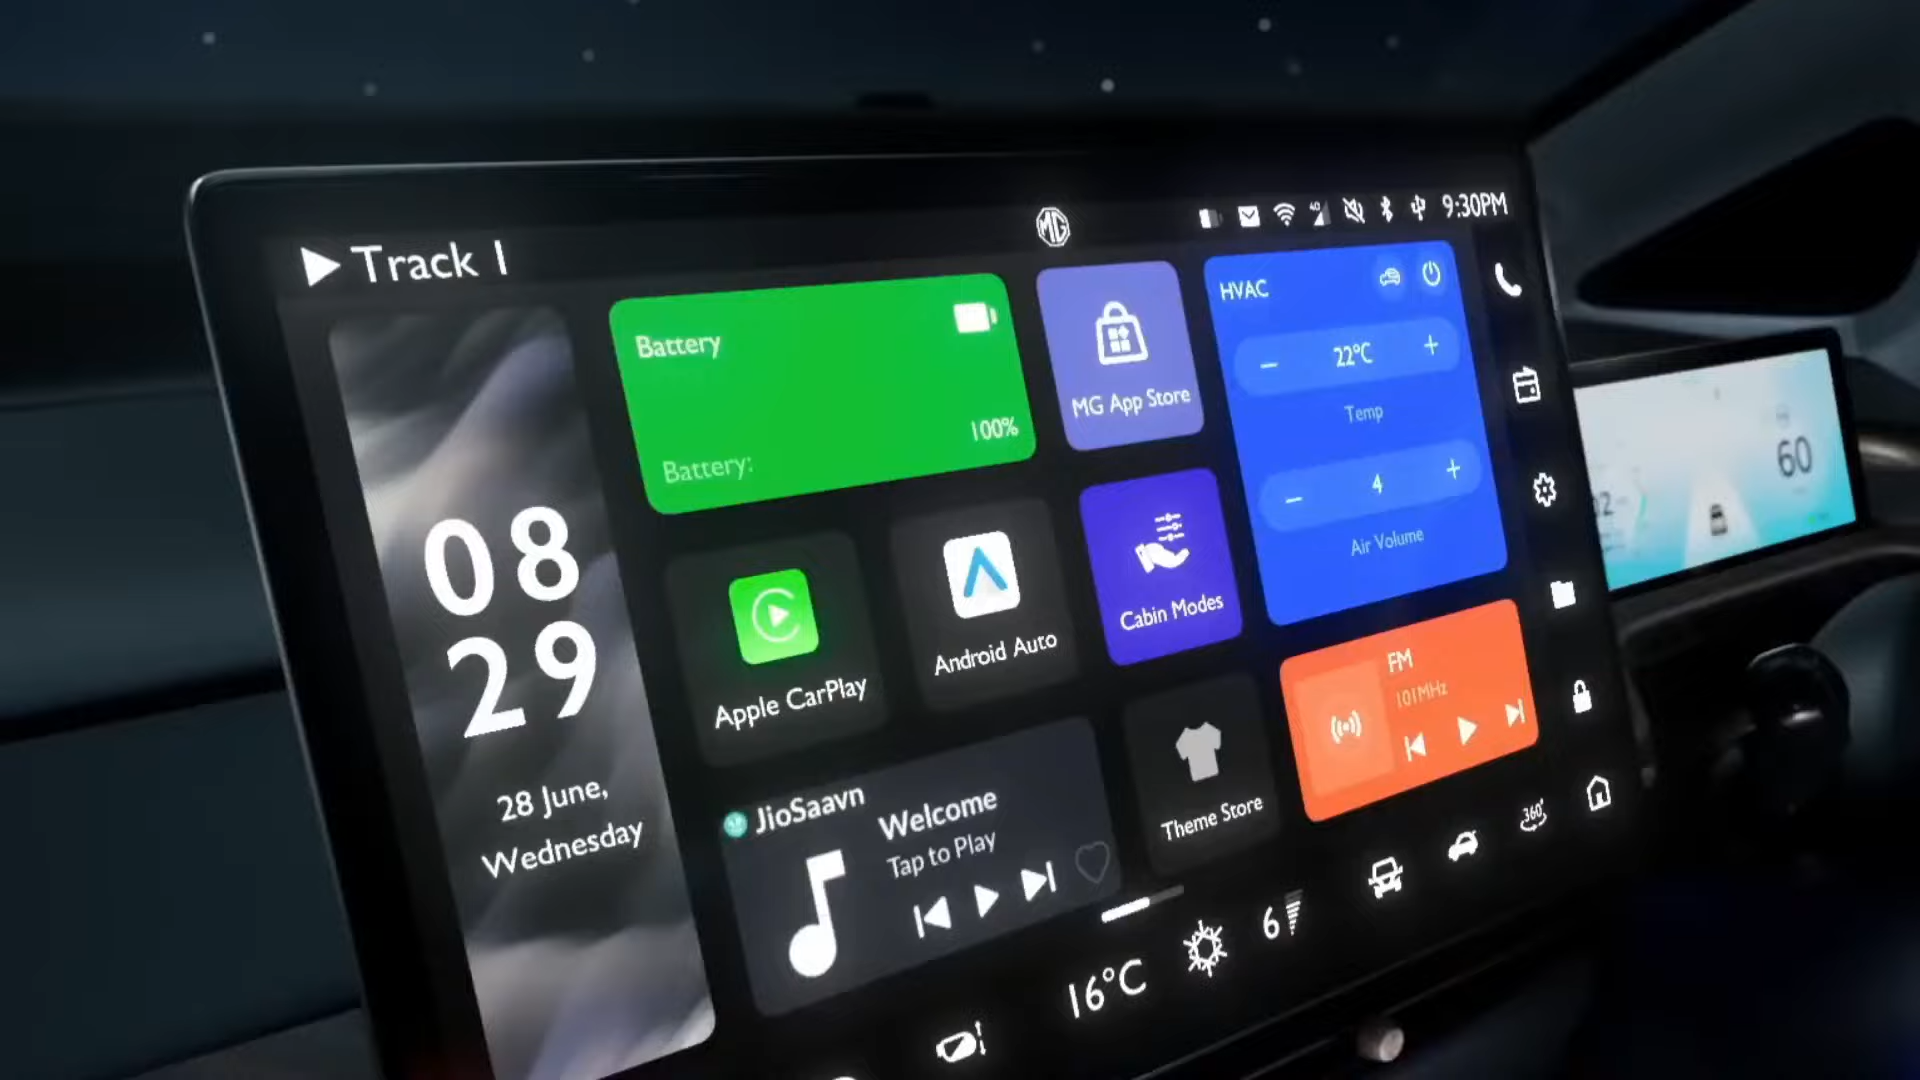 Track 1
MG
4G
9:30PM
08
29
28 June,
Wednesday
Battery
100%
Battery:
MG App Store
HVAC
22°C
Temp
4
Air Volume
Apple CarPlay
Android Auto
Cabin Modes
JioSaavn
Welcome
Tap to Play
Theme Store
FM
101MHz
16°C
6
360°
60